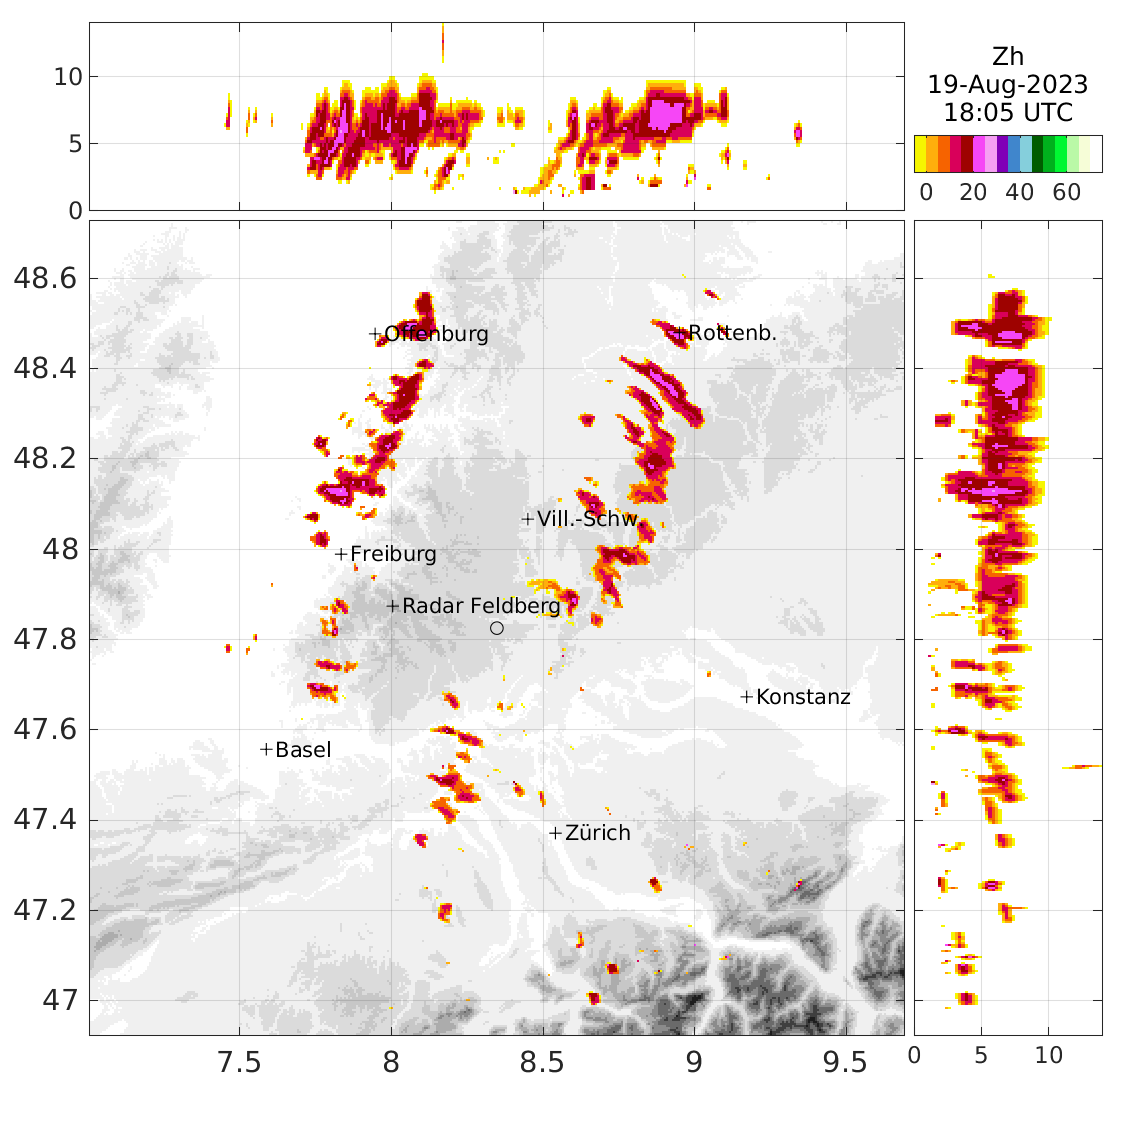 10
5
0
Zh
19-Aug-2023
18:05 UTC
0 20 40 60
48.6
48.4
48.2
48
47.8
47.6
47.4
47.2
47
+Offenburg
+Rottenb.
+Vill.-Schw.
+Freiburg
+Radar Feldberg
+Konstanz
+Basel
+Zürich
7.5 8 8.5 9 9.5
0 5 10